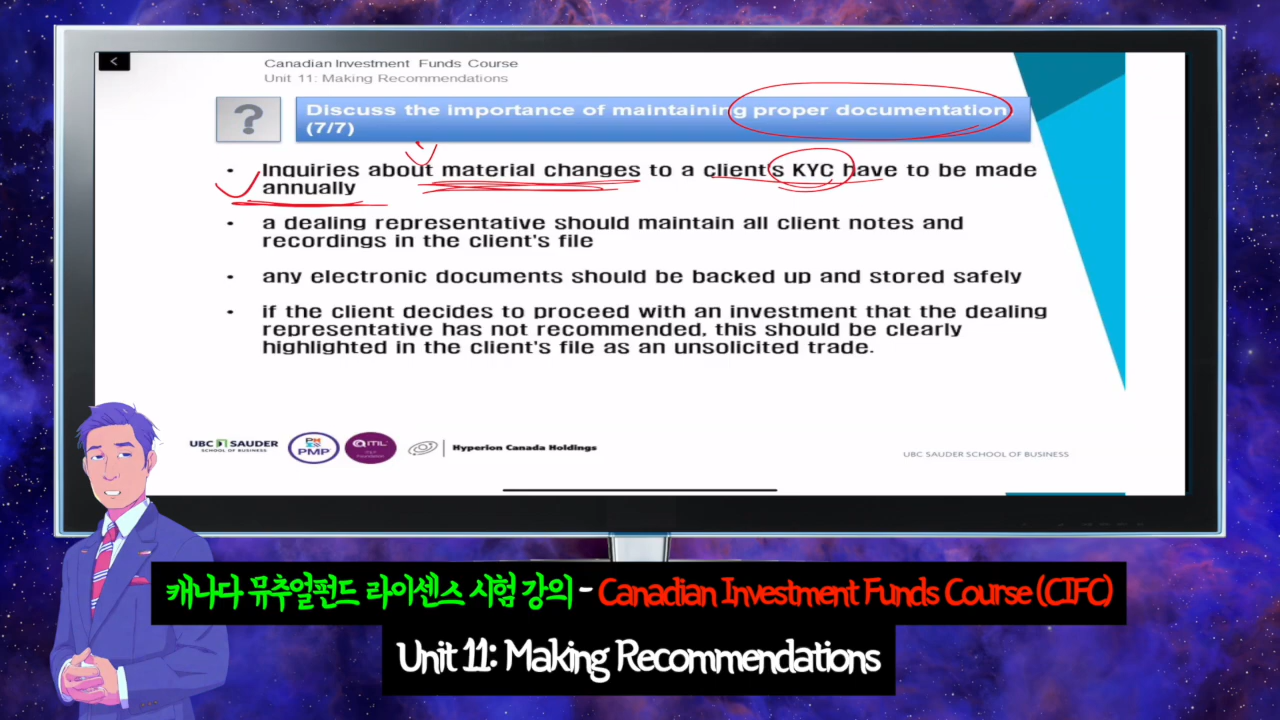 Canadian Investment Funds Course
Unit 11: Making Recommendations
Discuss the importance of maintaining proper documentation
(7/7)
• Inquiries about material changes to a client's KYC have to be made
annually
• a dealing representative should maintain all client notes and
recordings in the client's file
• any electronic documents should be backed up and stored safely
• if the client decides to proceed with an investment that the dealing
representative has not recommended, this should be clearly
highlighted in the client's file as an unsolicited trade.
UBC SAUDER
SCHOOL OF BUSINESS
PMP
ITIL
Foundation
Hyperion Canada Holdings
UBC SAUDER SCHOOL OF BUSINESS
캐나다 뮤추얼펀드 라이센스 시험 강의 - Canadian Investment Funds Course (CIFC)
Unit 11: Making Recommendations